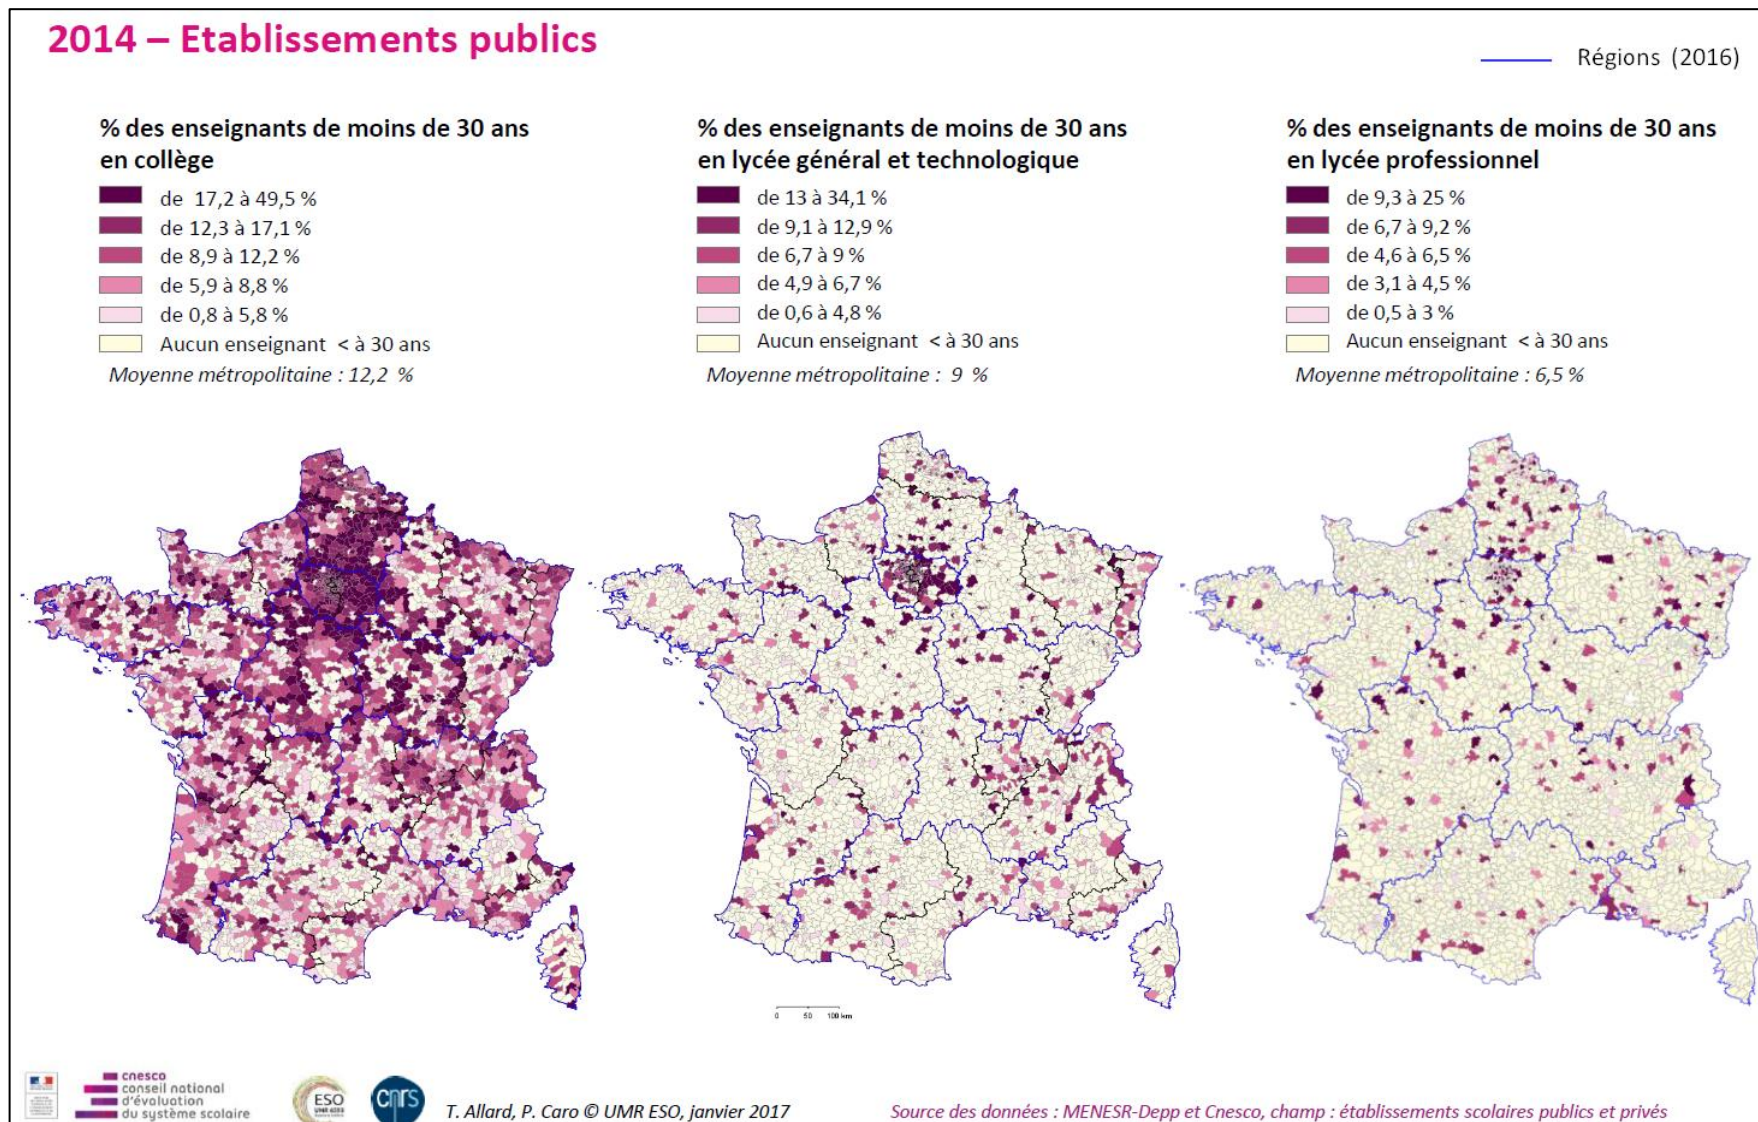 2014 – Etablissements publics
Régions (2016)
% des enseignants de moins de 30 ans
en collège
de 17,2 à 49,5 %
de 12,3 à 17,1 %
de 8,9 à 12,2 %
de 5,9 à 8,8 %
de 0,8 à 5,8 %
Aucun enseignant < à 30 ans
Moyenne métropolitaine : 12,2 %
% des enseignants de moins de 30 ans
en lycée général et technologique
de 13 à 34,1 %
de 9,1 à 12,9 %
de 6,7 à 9 %
de 4,9 à 6,7 %
de 0,6 à 4,8 %
Aucun enseignant < à 30 ans
Moyenne métropolitaine : 9 %
% des enseignants de moins de 30 ans
en lycée professionnel
de 9,3 à 25 %
de 6,7 à 9,2 %
de 4,6 à 6,5 %
de 3,1 à 4,5 %
de 0,5 à 3 %
Aucun enseignant < à 30 ans
Moyenne métropolitaine : 6,5 %
0 50 100 km
cnesco
conseil national
d'évaluation
du système scolaire
ESO
cnrs
T. Allard, P. Caro © UMR ESO, janvier 2017
Source des données : MENESR-Depp et Cnesco, champ : établissements scolaires publics et privés